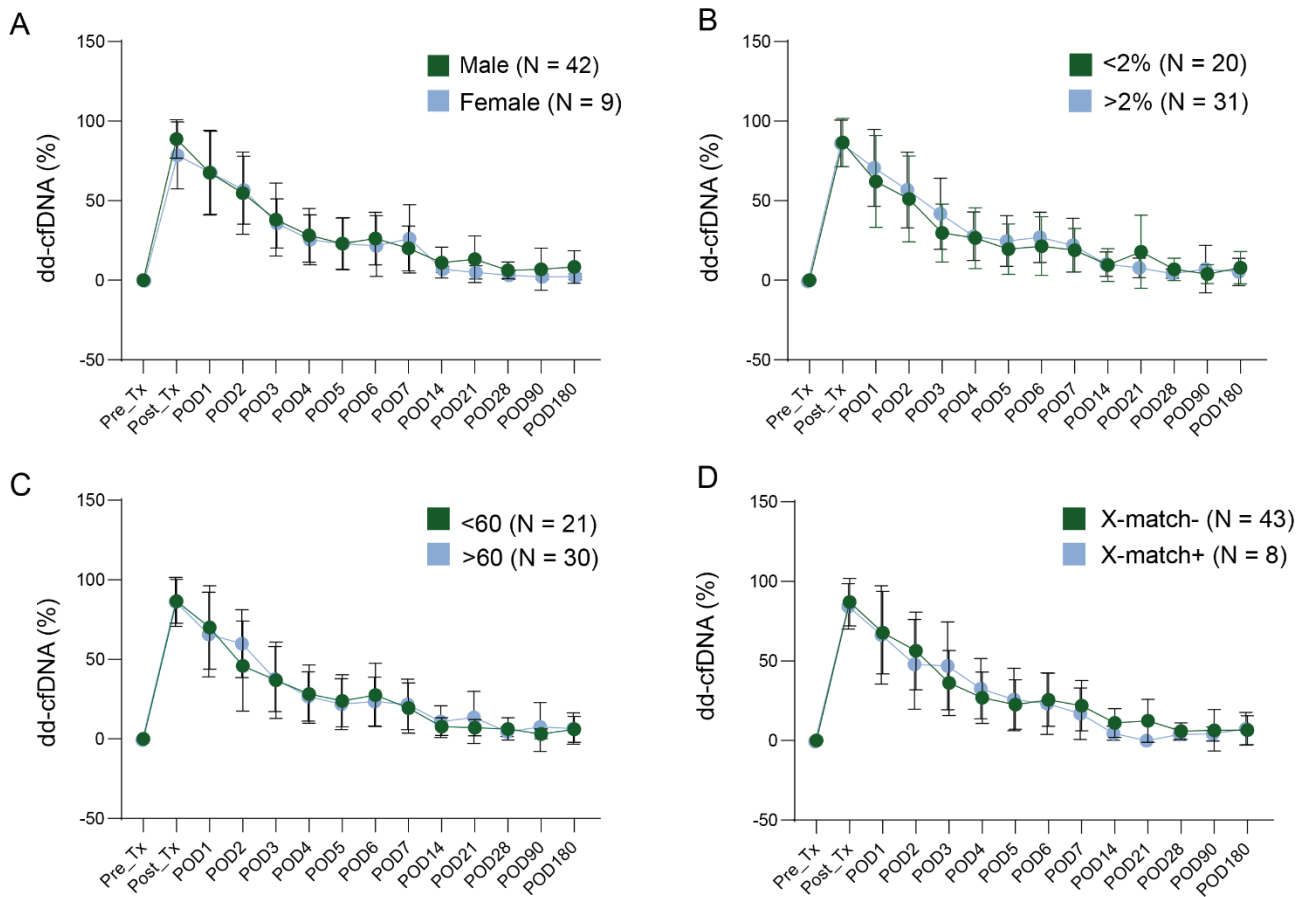 A
dd-cfDNA (%)
150
100
50
0
-50
Male (N = 42)
Female (N = 9)
Pre_Tx
Post_Tx
POD1
POD2
POD3
POD4
POD5
POD6
POD7
POD14
POD21
POD28
POD90
POD180
B
dd-cfDNA (%)
150
100
50
0
-50
<2% (N = 20)
>2% (N = 31)
Pre_Tx
Post_Tx
POD1
POD2
POD3
POD4
POD5
POD6
POD7
POD14
POD21
POD28
POD90
POD180
C
dd-cfDNA (%)
150
100
50
0
-50
<60 (N = 21)
>60 (N = 30)
Pre_Tx
Post_Tx
POD1
POD2
POD3
POD4
POD5
POD6
POD7
POD14
POD21
POD28
POD90
POD180
D
dd-cfDNA (%)
150
100
50
0
-50
X-match- (N = 43)
X-match+ (N = 8)
Pre_Tx
Post_Tx
POD1
POD2
POD3
POD4
POD5
POD6
POD7
POD14
POD21
POD28
POD90
POD180